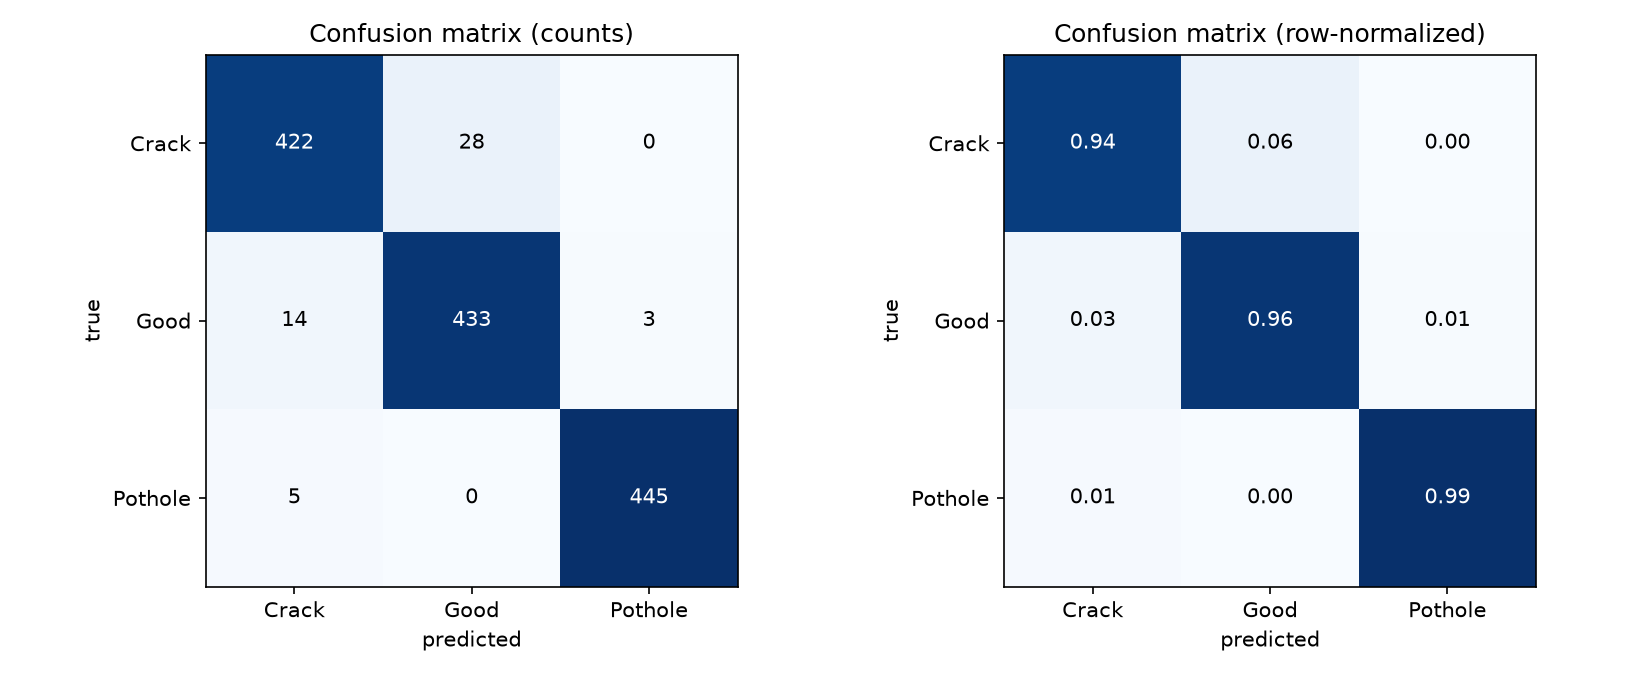 Confusion matrix (counts)
Crack 422 28 0
Good 14 433 3
Pothole 5 0 445
true
Crack Good Pothole
predicted
Confusion matrix (row-normalized)
Crack 0.94 0.06 0.00
Good 0.03 0.96 0.01
Pothole 0.01 0.00 0.99
true
Crack Good Pothole
predicted